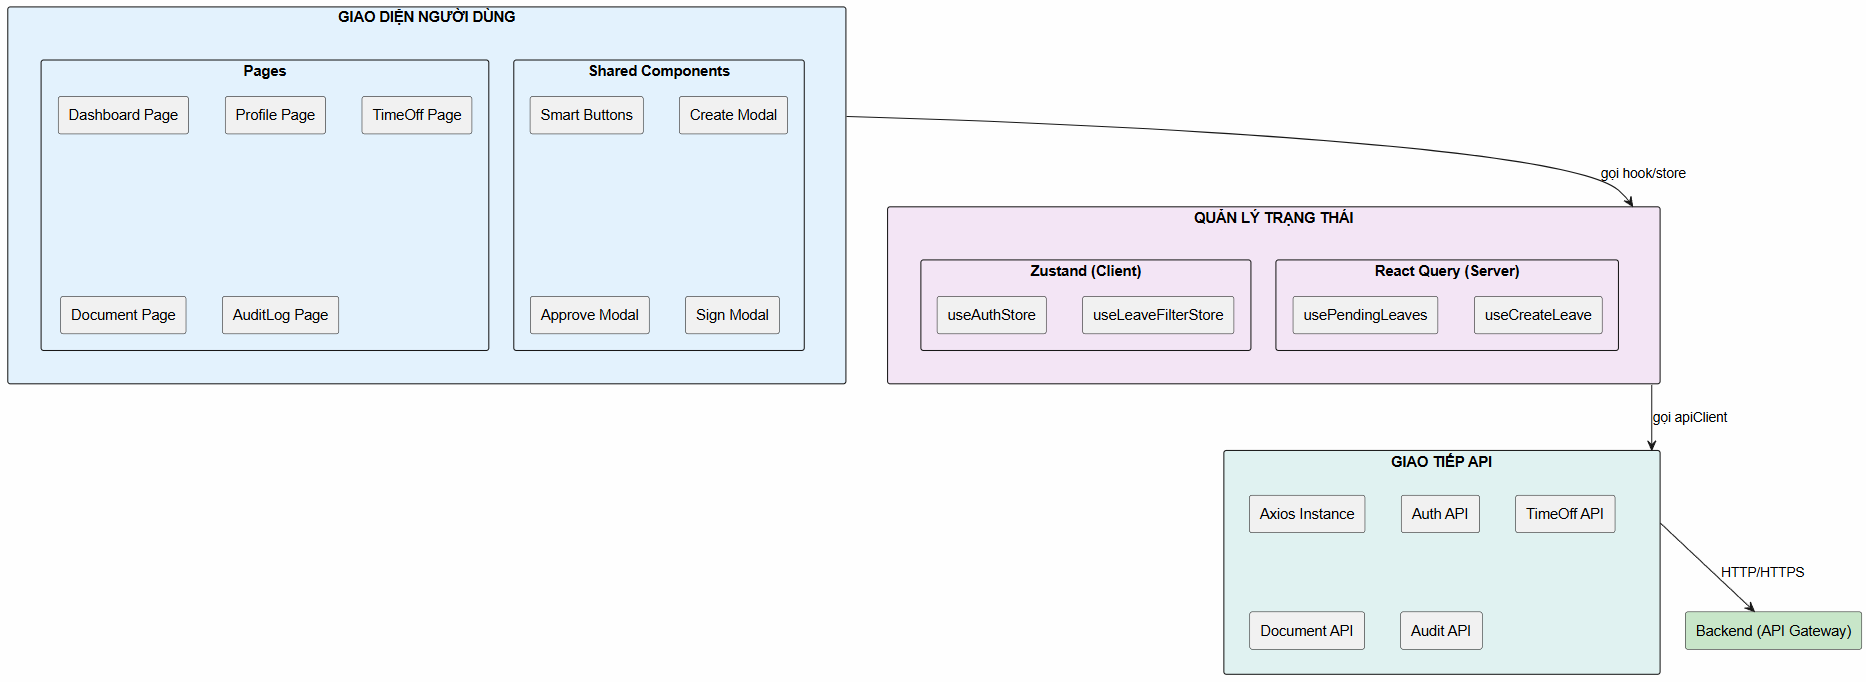 GIAO DIỆN NGƯỜI DÙNG
Pages
Dashboard Page
Profile Page
TimeOff Page
Document Page
AuditLog Page
Shared Components
Smart Buttons
Create Modal
Approve Modal
Sign Modal
gọi hook/store
QUẢN LÝ TRẠNG THÁI
Zustand (Client)
useAuthStore
useLeaveFilterStore
React Query (Server)
usePendingLeaves
useCreateLeave
gọi apiClient
GIAO TIẾP API
Axios Instance
Auth API
TimeOff API
Document API
Audit API
HTTP/HTTPS
Backend (API Gateway)